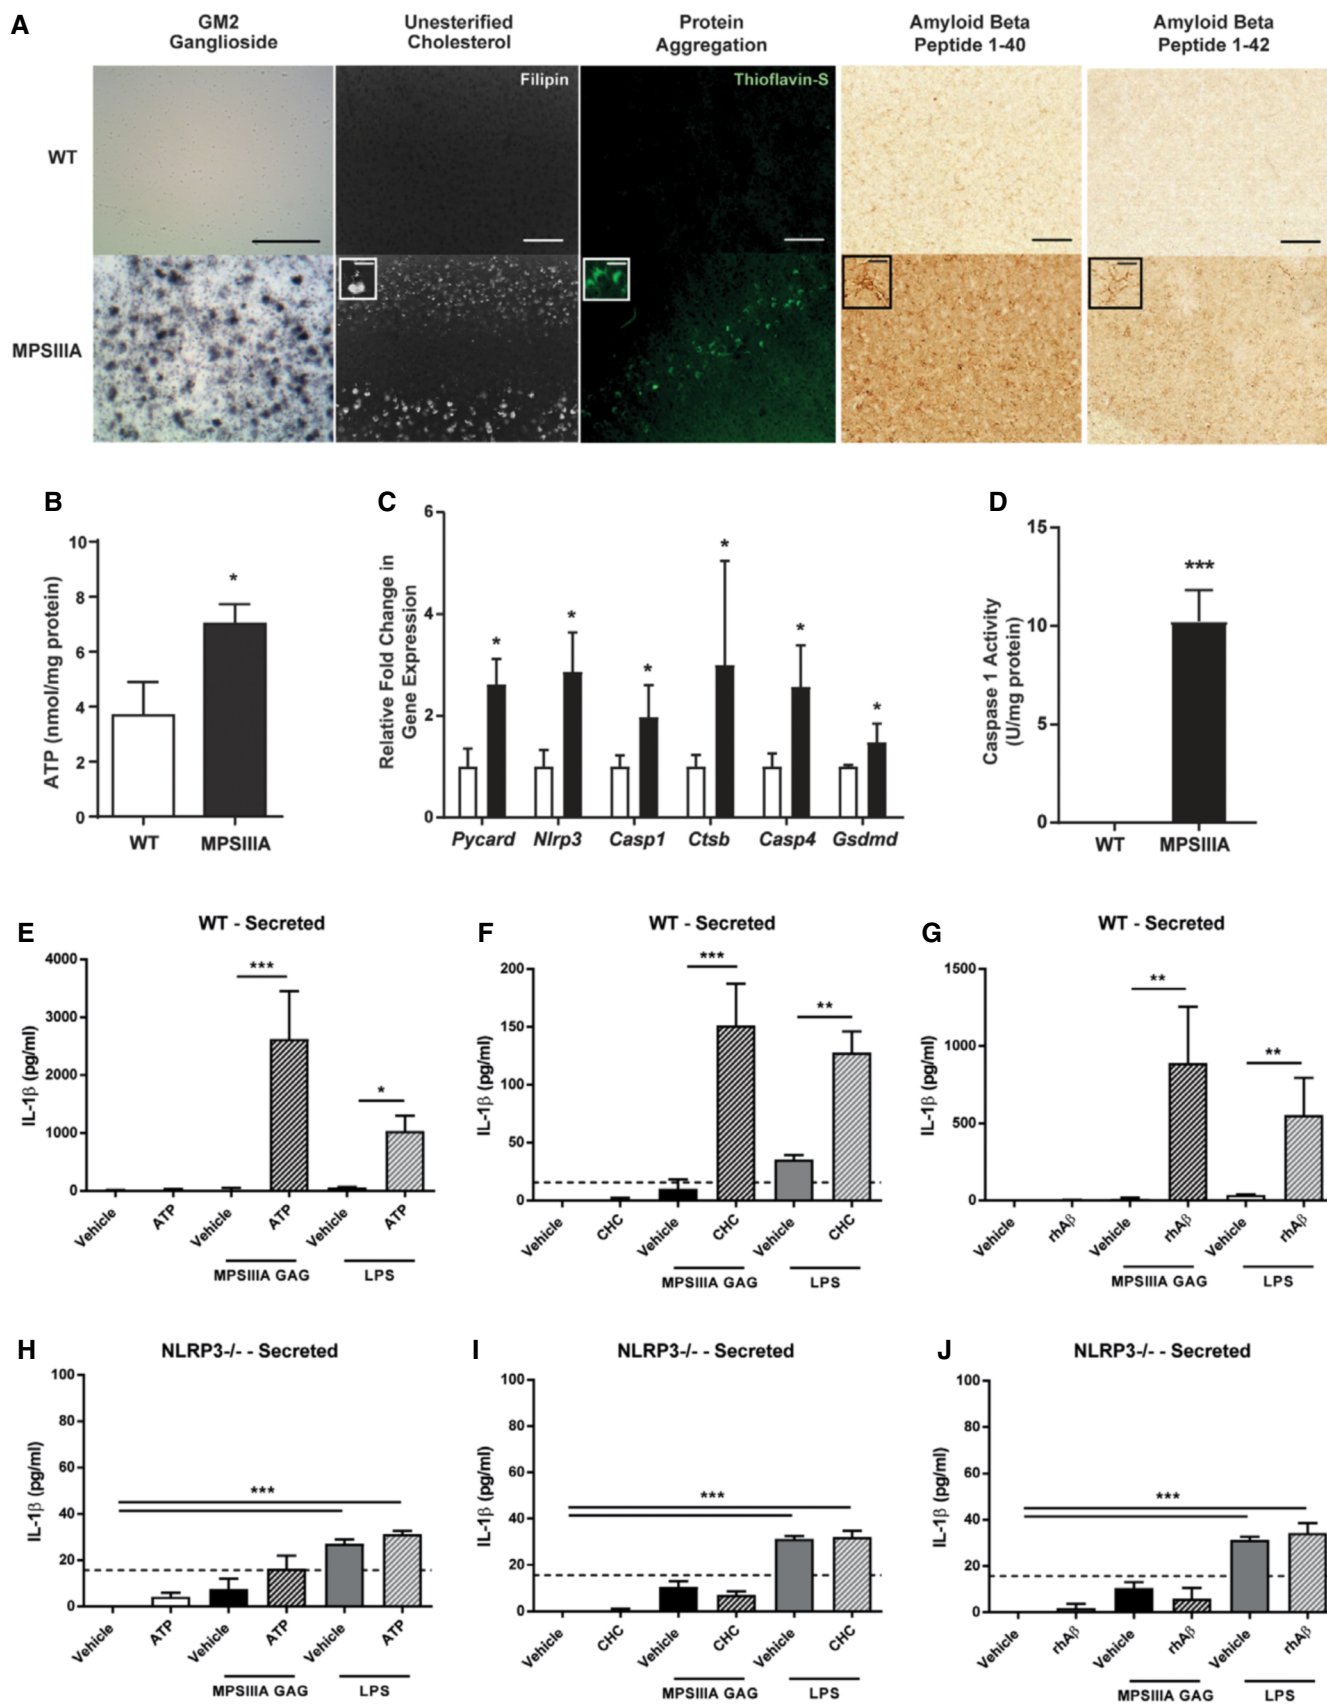 A
GM2
Ganglioside
Unesterified
Cholesterol
Protein
Aggregation
Amyloid Beta
Peptide 1-40
Amyloid Beta
Peptide 1-42
WT
Filipin
Thioflavin-S
MPSIIIA
B
ATP (nmol/mg protein)
10
8
6
4
2
0
*
WT
MPSIIIA
C
Relative Fold Change in
Gene Expression
6
4
2
0
*
*
*
*
*
*
Pycard
Nlrp3
Casp1
Ctsb
Casp4
Gsdmd
D
Caspase 1 Activity
(U/mg protein)
15
10
5
0
***
WT
MPSIIIA
E
WT - Secreted
IL-1β (pg/ml)
4000
3000
2000
1000
0
***
*
Vehicle
ATP
Vehicle
ATP
Vehicle
ATP
MPSIIIA GAG
LPS
F
WT - Secreted
IL-1β (pg/ml)
200
150
100
50
0
***
**
Vehicle
CHC
Vehicle
CHC
Vehicle
CHC
MPSIIIA GAG
LPS
G
WT - Secreted
IL-1β (pg/ml)
1500
1000
500
0
**
**
Vehicle
rhAβ
Vehicle
rhAβ
Vehicle
rhAβ
MPSIIIA GAG
LPS
H
NLRP3-/- - Secreted
IL-1β (pg/ml)
100
80
60
40
20
0
***
Vehicle
ATP
Vehicle
ATP
Vehicle
ATP
MPSIIIA GAG
LPS
I
NLRP3-/- - Secreted
IL-1β (pg/ml)
100
80
60
40
20
0
***
Vehicle
CHC
Vehicle
CHC
Vehicle
CHC
MPSIIIA GAG
LPS
J
NLRP3-/- - Secreted
IL-1β (pg/ml)
100
80
60
40
20
0
***
Vehicle
rhAβ
Vehicle
rhAβ
Vehicle
rhAβ
MPSIIIA GAG
LPS